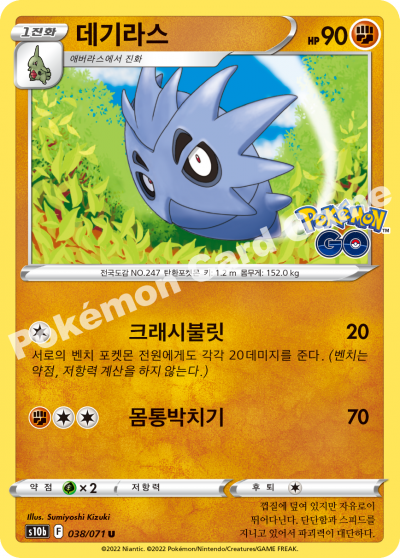 1진화
데기라스
HP 90
애버라스에서 진화
Pokémon GO
Pokémon Card Game
전국도감 NO.247 탄환포켓몬 키: 1.2 m 몸무게: 152.0 kg
크래시불릿 20
서로의 벤치 포켓몬 전원에게도 각각 20데미지를 준다. (벤치는
약점, 저항력 계산을 하지 않는다.)
몸통박치기 70
약점 ×2 저항력 후퇴
Illus. Sumiyoshi Kizuki
s10b F 038/071 U
껍질에 덮여 있지만 자유로이
뛰어다닌다. 단단함과 스피드를
지니고 있어서 파괴력이 대단하다.
©2022 Niantic. ©2022 Pokémon/Nintendo/Creatures/GAME FREAK.